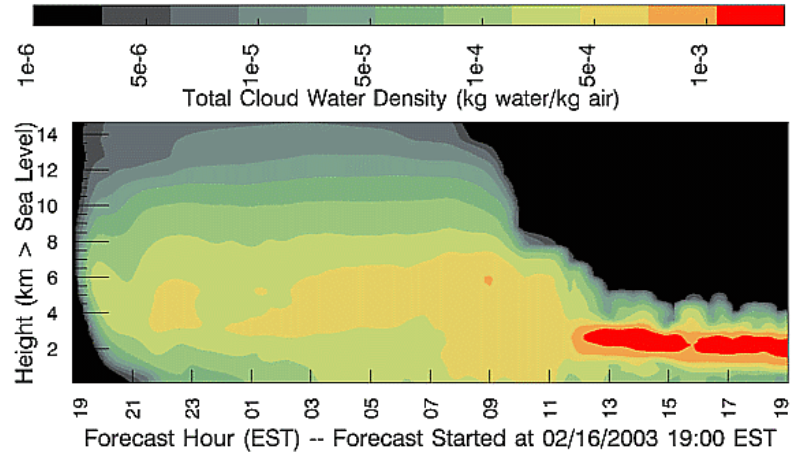 1e-6 5e-6 1e-5 5e-5 1e-4 5e-4 1e-3
Total Cloud Water Density (kg water/kg air)
Height (km > Sea Level)
14
12
10
8
6
4
2
19 21 23 01 03 05 07 09 11 13 15 17 19
Forecast Hour (EST) -- Forecast Started at 02/16/2003 19:00 EST